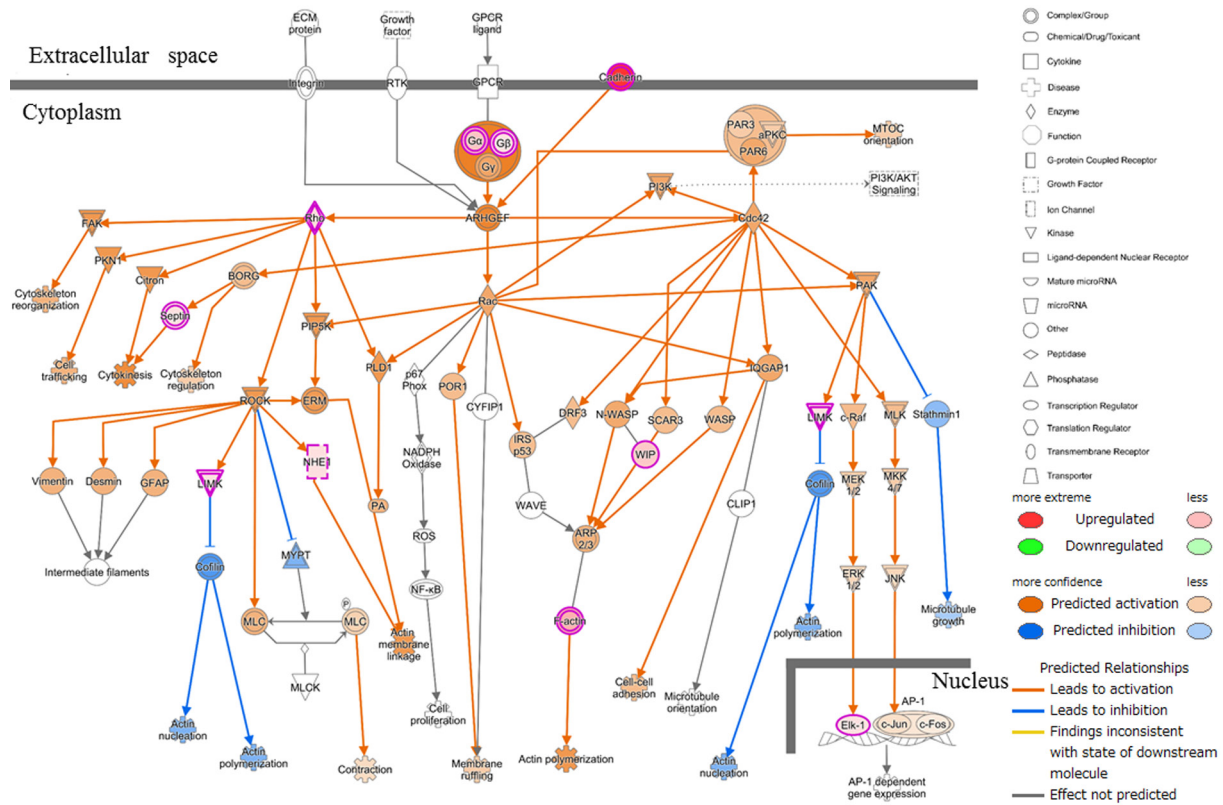 ECM
protein
Growth
factor
GPCR
ligand
Extracellular space
Integrin
RTK
GPCR
Cadherin
Cytoplasm
Gα
Gβ
Gγ
PAR3
aPKC
PAR6
MTOC
orientation
PI3K
PI3K/AKT
Signaling
FAK
Rho
ARHGEF
Cdc42
PKN1
Citron
BORG
Cytoskeleton
reorganization
Septin
PIP5K
Rac
PAK
Cell
trafficking
Cytokinesis
Cytoskeleton
regulation
PLD1
p67
Phox
POR1
CYFIP1
IQGAP1
ROCK
ERM
DRF3
N-WASP
SCAR3
WASP
LIMK
c-Raf
MLK
Stathmin1
IRS
p53
Vimentin
Desmin
GFAP
LIMK
NHE1
NADPH
Oxidase
WIP
PA
WAVE
CLIP1
Cofilin
MEK
1/2
MKK
4/7
ROS
ARP
2/3
Intermediate filaments
Cofilin
MYPT
NF-κB
ERK
1/2
JNK
P
MLC
MLC
F-actin
Actin
polymerization
Microtubule
growth
Actin
membrane
linkage
MLCK
Cell-cell
adhesion
Microtubule
orientation
Nucleus
AP-1
Cell
proliferation
Elk-1
c-Jun
c-Fos
Actin
nucleation
Actin
polymerization
Contraction
Membrane
ruffling
Actin polymerization
Actin
nucleation
AP-1 dependent
gene expression
Complex/Group
Chemical/Drug/Toxicant
Cytokine
Disease
Enzyme
Function
G-protein Coupled Receptor
Growth Factor
Ion Channel
Kinase
Ligand-dependent Nuclear Receptor
Mature microRNA
microRNA
Other
Peptidase
Phosphatase
Transcription Regulator
Translation Regulator
Transmembrane Receptor
Transporter
more extreme less
Upregulated
Downregulated
more confidence less
Predicted activation
Predicted inhibition
Predicted Relationships
Leads to activation
Leads to inhibition
Findings inconsistent
with state of downstream
molecule
Effect not predicted